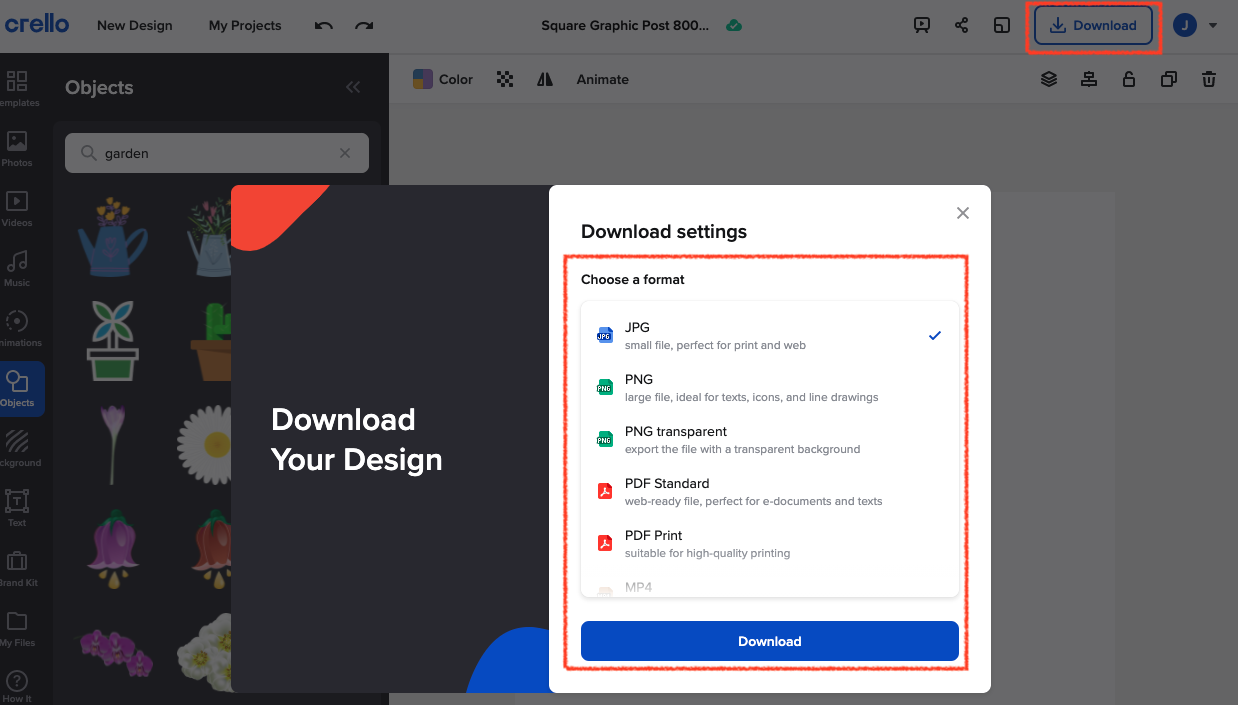 crello
New Design
My Projects
Square Graphic Post 800...
Download
J
Color
Animate
emplates
Photos
Videos
Music
nimations
Objects
ckground
Text
Brand Kit
My Files
How It
Objects
garden
Download
Your Design
Download settings
Choose a format
JPG
JPG
small file, perfect for print and web
PNG
PNG
large file, ideal for texts, icons, and line drawings
PNG
PNG transparent
export the file with a transparent background
PDF Standard
web-ready file, perfect for e-documents and texts
PDF Print
suitable for high-quality printing
MP4
Download